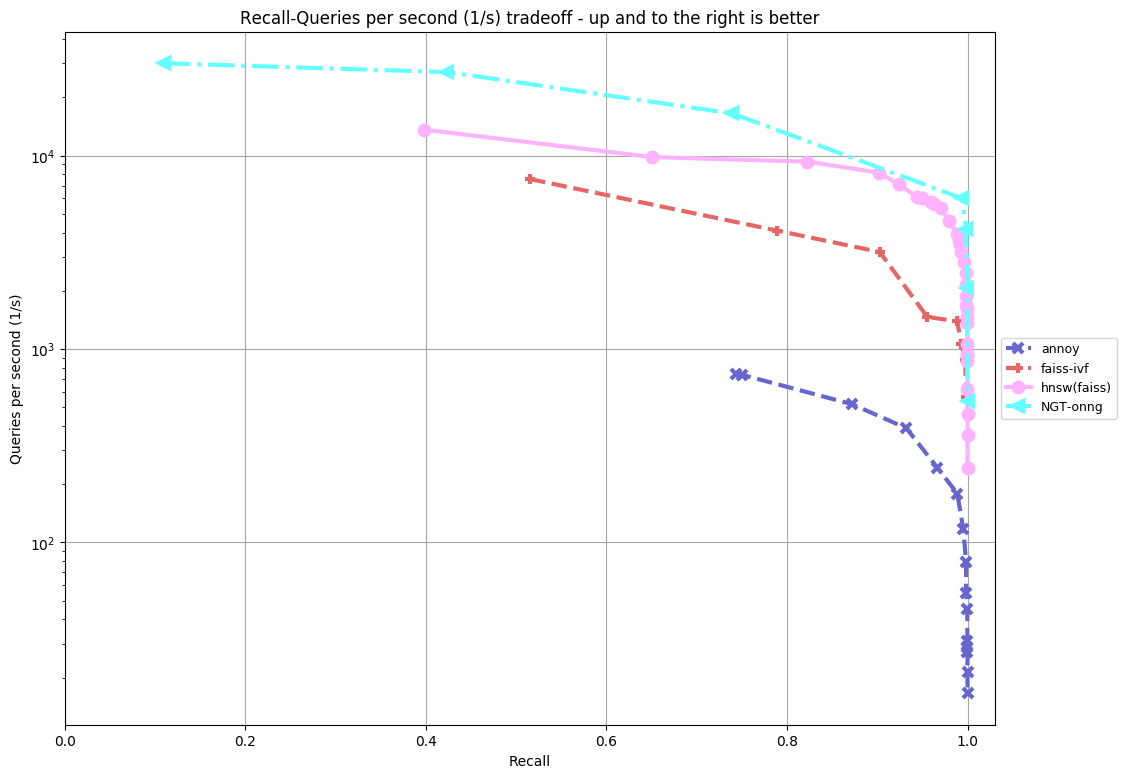 Recall-Queries per second (1/s) tradeoff - up and to the right is better
Queries per second (1/s)
10^4
10^3
10^2
0.0
0.2
0.4
0.6
0.8
1.0
Recall
annoy
faiss-ivf
hnsw(faiss)
NGT-onng